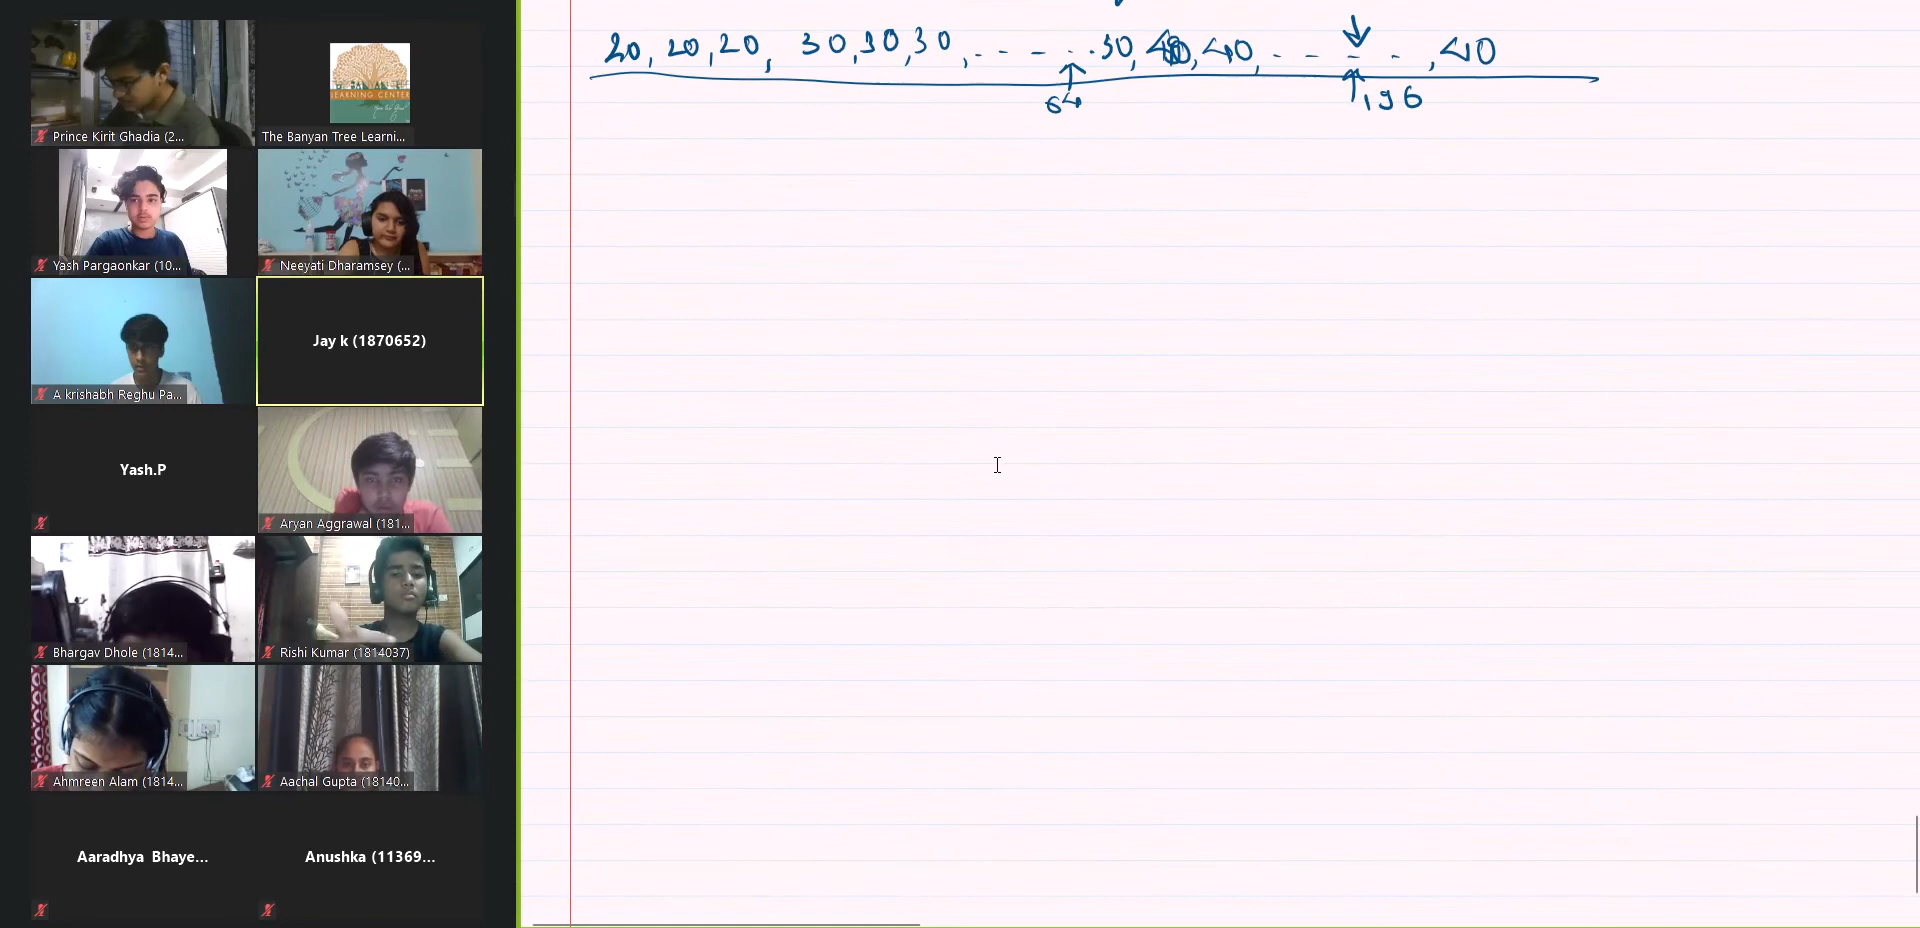 20, 20, 20, 30, 30, 30, - - - . . 30, 40, 40, - - - - , 40
64
196
Prince Kirit Ghadia (2...
LEARNING CENTER
The Banyan Tree Learni...
Yash Pargaonkar (10...
Neeyati Dharamsey (...
A krishabh Reghu Pa...
Jay k (1870652)
Yash.P
Aryan Aggrawal (181...
Bhargav Dhole (1814...
Rishi Kumar (1814037)
Ahmreen Alam (1814...
Aachal Gupta (18140...
Aaradhya Bhaye...
Anushka (11369...